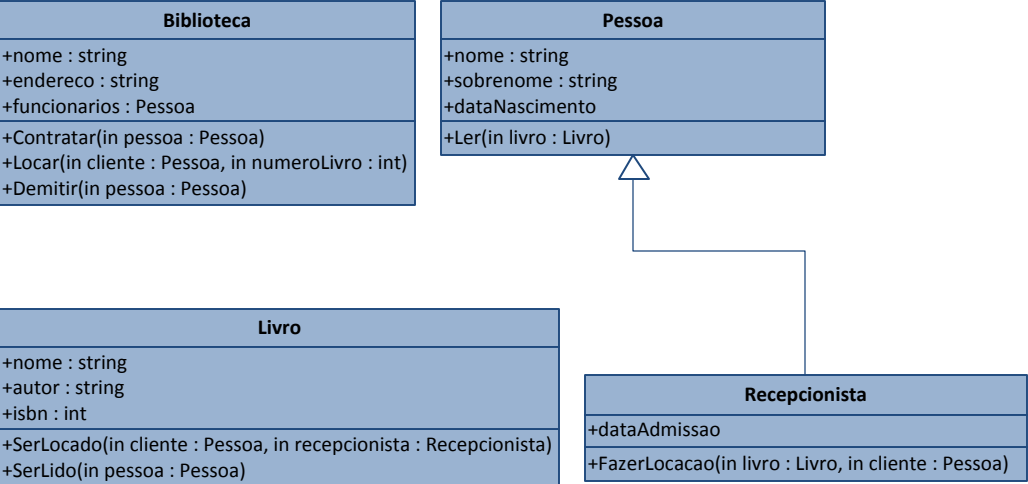 Biblioteca
+nome : string
+endereco : string
+funcionarios : Pessoa
+Contratar(in pessoa : Pessoa)
+Locar(in cliente : Pessoa, in numeroLivro : int)
+Demitir(in pessoa : Pessoa)
Pessoa
+nome : string
+sobrenome : string
+dataNascimento
+Ler(in livro : Livro)
Livro
+nome : string
+autor : string
+isbn : int
+SerLocado(in cliente : Pessoa, in recepcionista : Recepcionista)
+SerLido(in pessoa : Pessoa)
Recepcionista
+dataAdmissao
+FazerLocacao(in livro : Livro, in cliente : Pessoa)